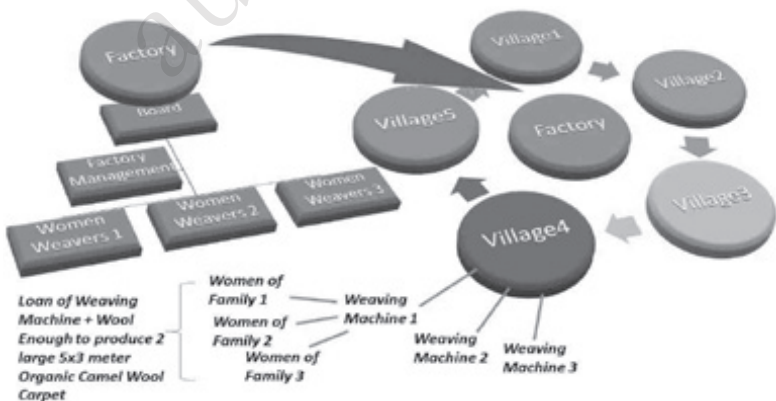 Factory
Board
Factory
Management
Women
Weavers 1
Women
Weavers 2
Women
Weavers 3
Village1
Village2
Village3
Village4
Village5
Factory
Loan of Weaving
Machine + Wool
Enough to produce 2
large 5x3 meter
Organic Camel Wool
Carpet
Women of
Family 1
Women of
Family 2
Women of
Family 3
Weaving
Machine 1
Weaving
Machine 2
Weaving
Machine 3